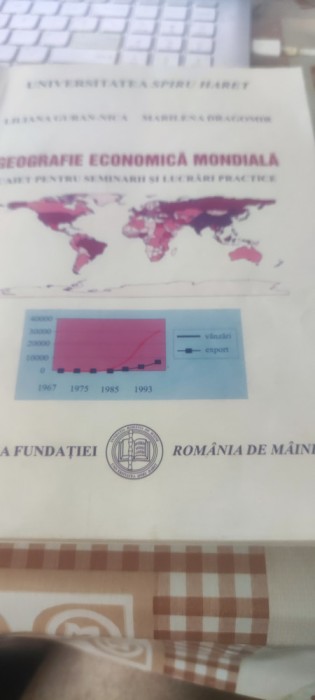 UNIVERSITATEA SPIRU HARET
LILIANA GURAN-NICA MARILENA DRAGOMIR
GEOGRAFIE ECONOMICĂ MONDIALĂ
CAIET PENTRU SEMINARII ȘI LUCRĂRI PRACTICE
40000
30000
20000
10000
0
1967 1975 1985 1993
vânzări
export
A FUNDAȚIEI ROMÂNIA DE MÂINE